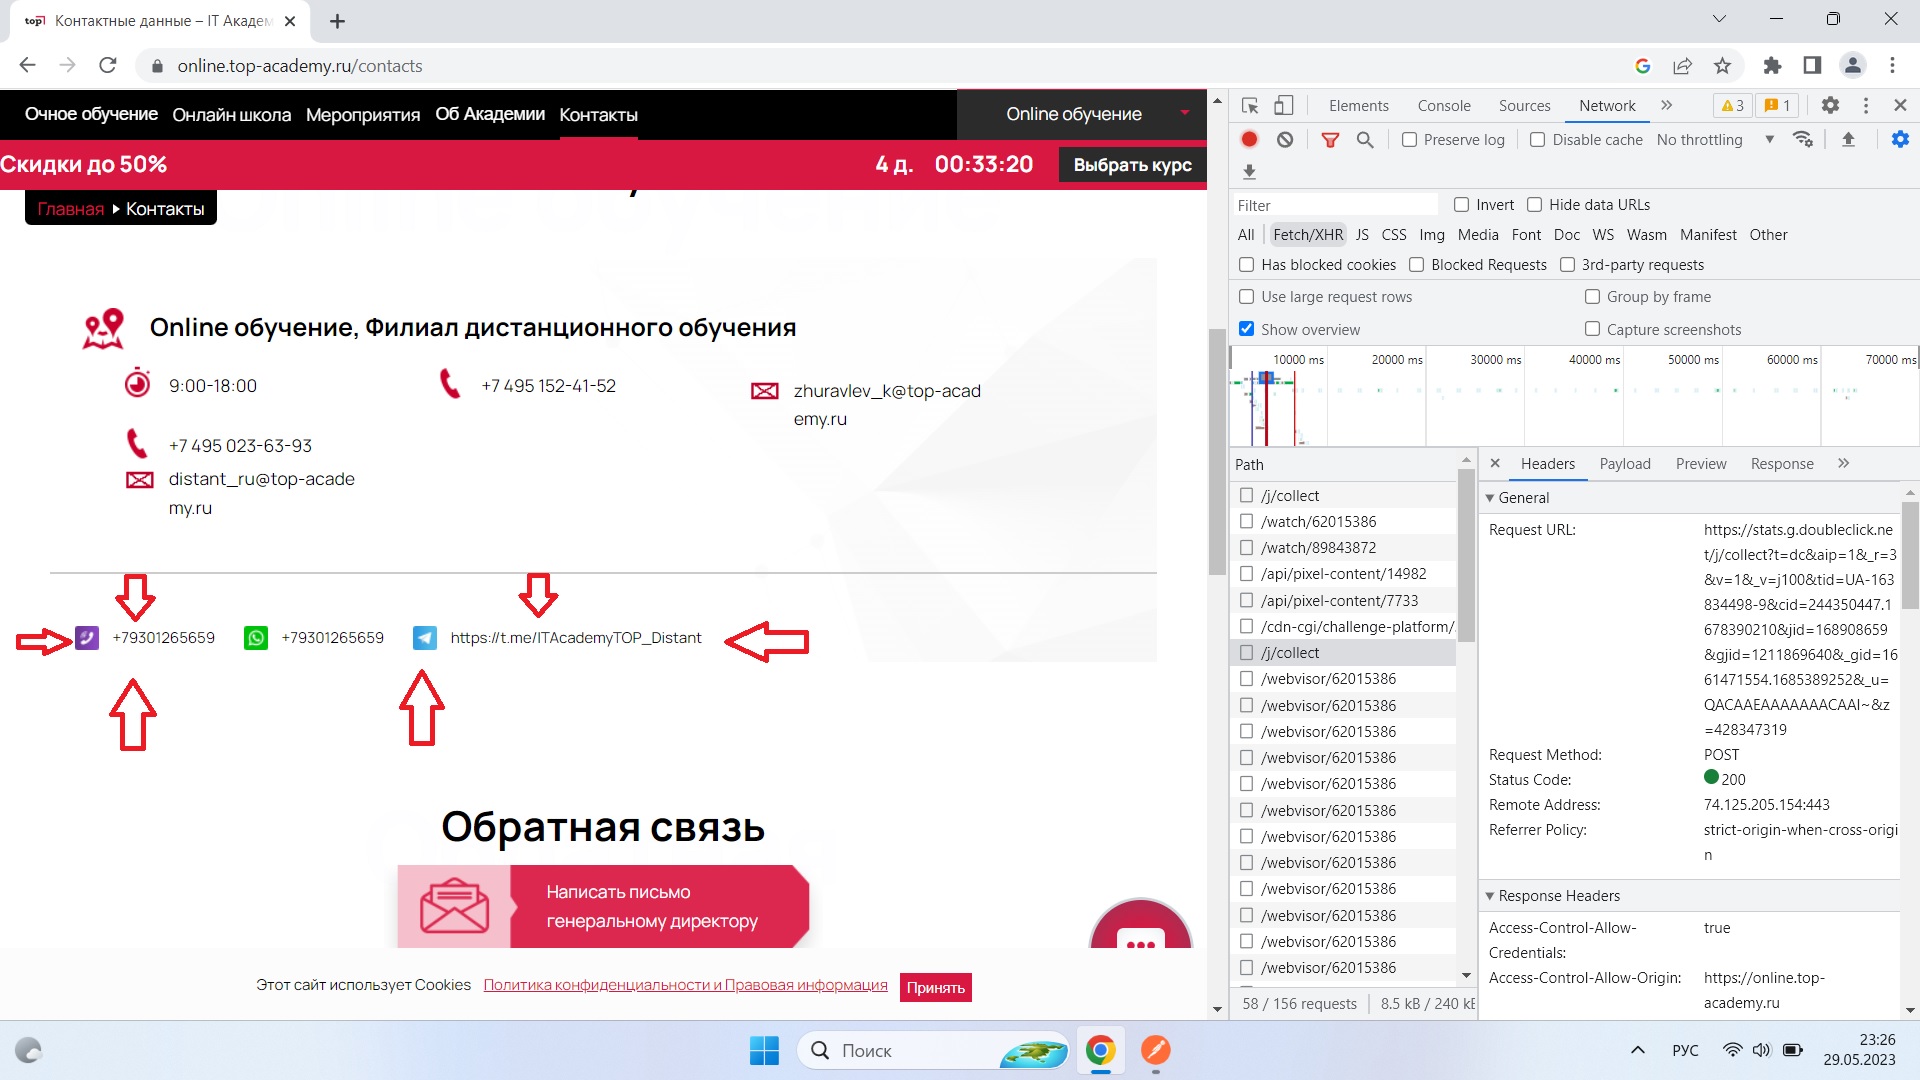 top Контактные данные – IT Академ
online.top-academy.ru/contacts
Очное обучение Онлайн школа Мероприятия Об Академии Контакты Online обучение
Скидки до 50% 4 д. 00:33:20 Выбрать курс
Главная Контакты
Online обучение, Филиал дистанционного обучения
9:00-18:00 +7 495 152-41-52 zhuravlev_k@top-acad
emy.ru
+7 495 023-63-93
distant_ru@top-acade
my.ru
+79301265659 +79301265659 https://t.me/ITAcademyTOP_Distant
Обратная связь
Написать письмо
генеральному директору
Этот сайт использует Cookies Политика конфиденциальности и Правовая информация Принять
Elements Console Sources Network 3 1
Preserve log Disable cache No throttling
Filter Invert Hide data URLs
All Fetch/XHR JS CSS Img Media Font Doc WS Wasm Manifest Other
Has blocked cookies Blocked Requests 3rd-party requests
Use large request rows Group by frame
Show overview Capture screenshots
10000 ms 20000 ms 30000 ms 40000 ms 50000 ms 60000 ms 70000 ms
Path
/j/collect
/watch/62015386
/watch/89843872
/api/pixel-content/14982
/api/pixel-content/7733
/cdn-cgi/challenge-platform/
/j/collect
/webvisor/62015386
/webvisor/62015386
/webvisor/62015386
/webvisor/62015386
/webvisor/62015386
/webvisor/62015386
/webvisor/62015386
/webvisor/62015386
/webvisor/62015386
/webvisor/62015386
/webvisor/62015386
/webvisor/62015386
58 / 156 requests 8.5 kB / 240 kB
Headers Payload Preview Response
General
Request URL: https://stats.g.doubleclick.ne
t/j/collect?t=dc&aip=1&_r=3
&v=1&_v=j100&tid=UA-163
834498-9&cid=244350447.1
678390210&jid=168908659
&gjid=1211869640&_gid=16
61471554.1685389252&_u=
QACAAEAAAAAAACAAI~&z
=428347319
Request Method: POST
Status Code: 200
Remote Address: 74.125.205.154:443
Referrer Policy: strict-origin-when-cross-origi
n
Response Headers
Access-Control-Allow- true
Credentials:
Access-Control-Allow-Origin: https://online.top-
academy.ru
Поиск
РУС
23:26
29.05.2023